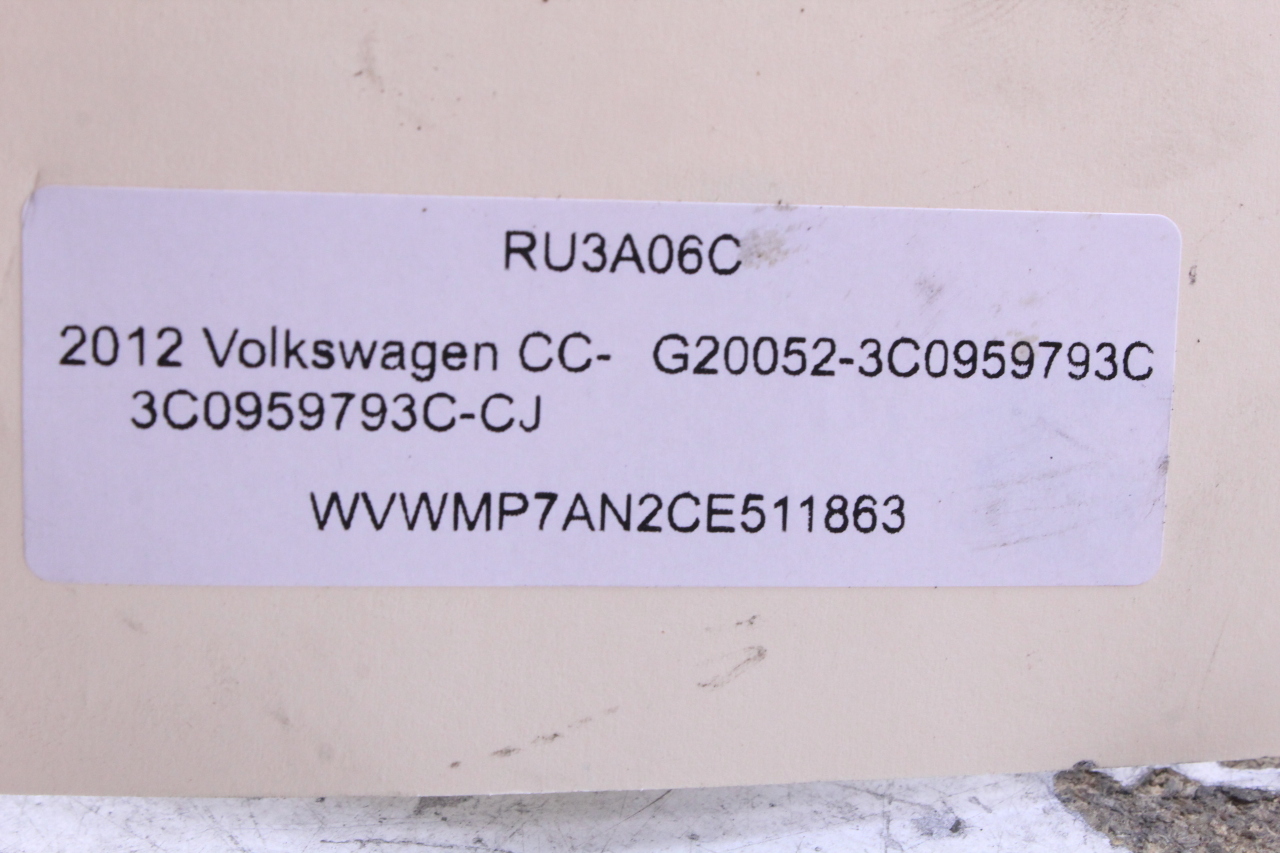 RU3A06C
2012 Volkswagen CC- G20052-3C0959793C
3C0959793C-CJ
WVWMP7AN2CE511863